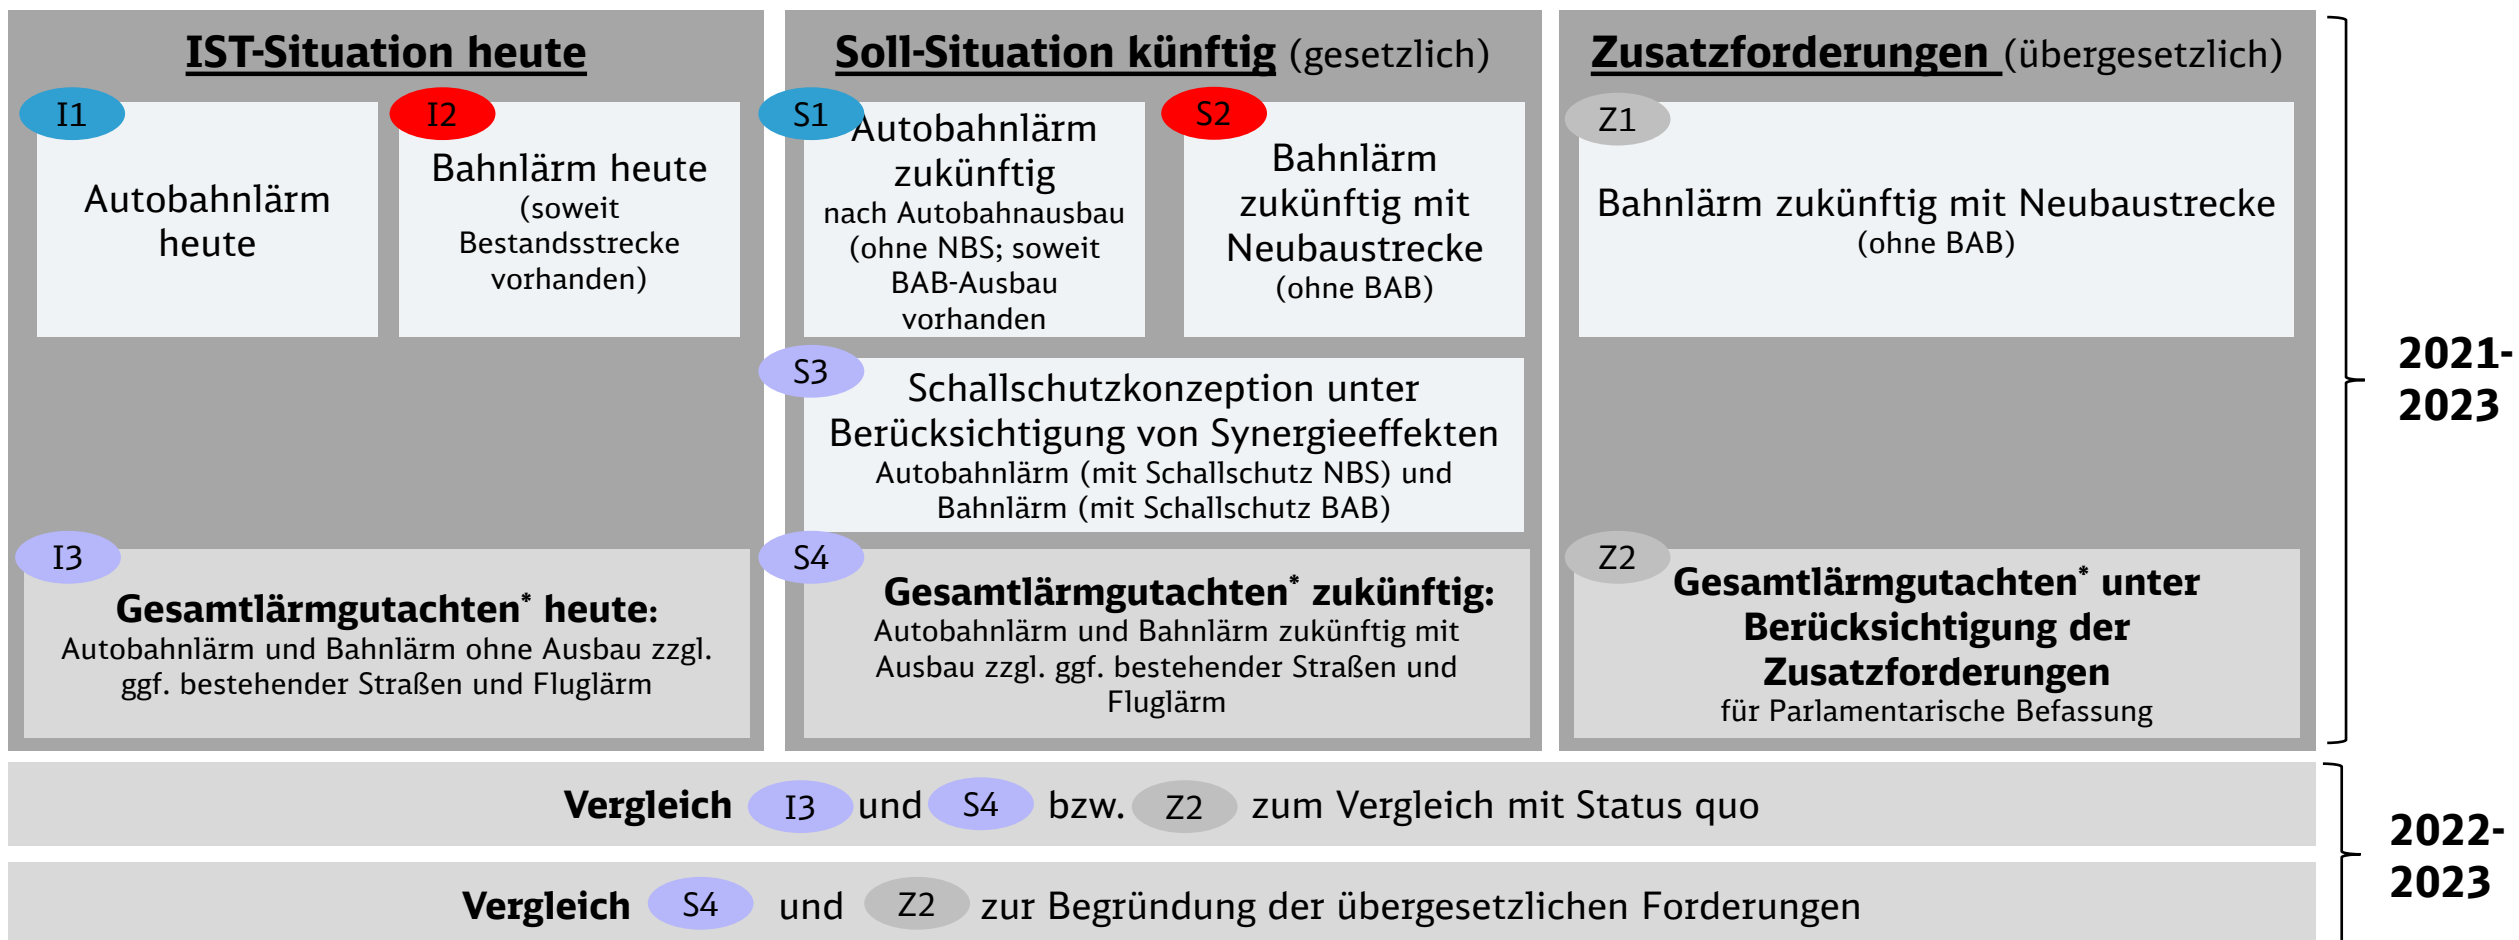 IST-Situation heute
I1
Autobahnlärm
heute
I2
Bahnlärm heute
(soweit
Bestandsstrecke
vorhanden)
I3
Gesamtlärmgutachten* heute:
Autobahnlärm und Bahnlärm ohne Ausbau zzgl.
ggf. bestehender Straßen und Fluglärm
Soll-Situation künftig (gesetzlich)
S1
Autobahnlärm
zukünftig
nach Autobahnausbau
(ohne NBS; soweit
BAB-Ausbau
vorhanden
S2
Bahnlärm
zukünftig mit
Neubaustrecke
(ohne BAB)
S3
Schallschutzkonzeption unter
Berücksichtigung von Synergieeffekten
Autobahnlärm (mit Schallschutz NBS) und
Bahnlärm (mit Schallschutz BAB)
S4
Gesamtlärmgutachten* zukünftig:
Autobahnlärm und Bahnlärm zukünftig mit
Ausbau zzgl. ggf. bestehender Straßen und
Fluglärm
Zusatzforderungen (übergesetzlich)
Z1
Bahnlärm zukünftig mit Neubaustrecke
(ohne BAB)
Z2
Gesamtlärmgutachten* unter
Berücksichtigung der
Zusatzforderungen
für Parlamentarische Befassung
2021-
2023
Vergleich I3 und S4 bzw. Z2 zum Vergleich mit Status quo
Vergleich S4 und Z2 zur Begründung der übergesetzlichen Forderungen
2022-
2023